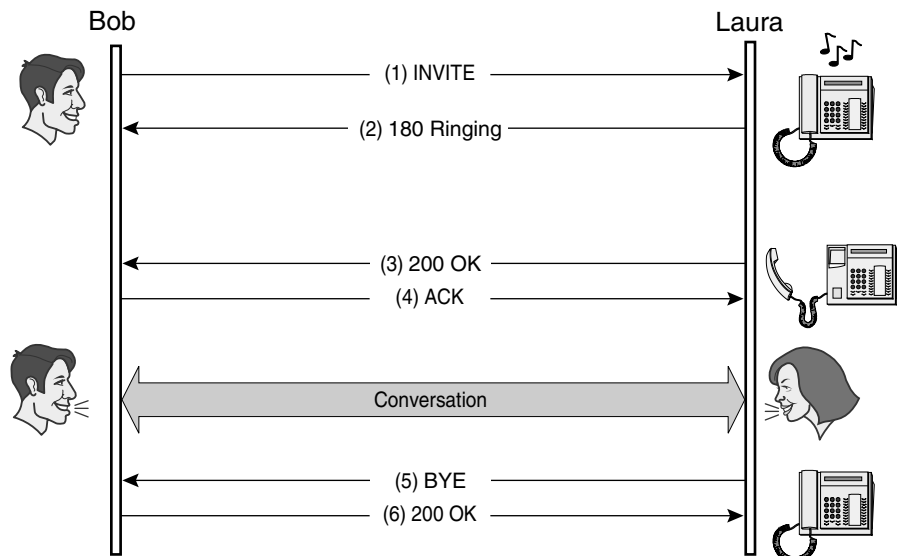 Bob
Laura
(1) INVITE
(2) 180 Ringing
(3) 200 OK
(4) ACK
Conversation
(5) BYE
(6) 200 OK